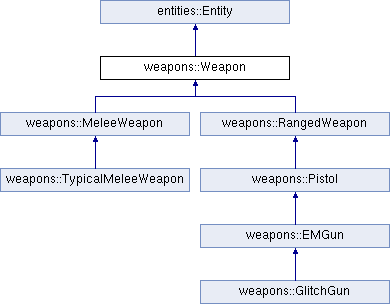 entities::Entity
weapons::Weapon
weapons::MeleeWeapon
weapons::RangedWeapon
weapons::TypicalMeleeWeapon
weapons::Pistol
weapons::EMGun
weapons::GlitchGun